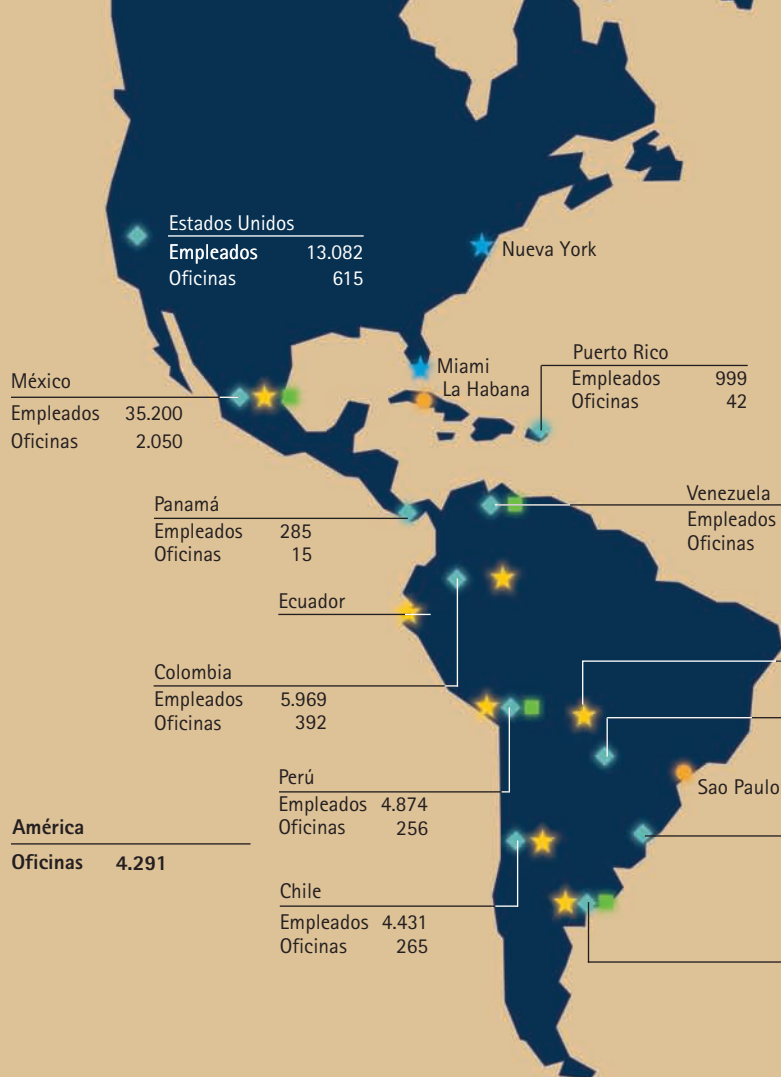 Estados Unidos
Empleados 13.082
Oficinas 615
Nueva York
Miami
La Habana
Puerto Rico
Empleados 999
Oficinas 42
México
Empleados 35.200
Oficinas 2.050
Panamá
Empleados 285
Oficinas 15
Venezuela
Empleados
Oficinas
Ecuador
Colombia
Empleados 5.969
Oficinas 392
Perú
Empleados 4.874
Oficinas 256
Sao Paulo
América
Oficinas 4.291
Chile
Empleados 4.431
Oficinas 265